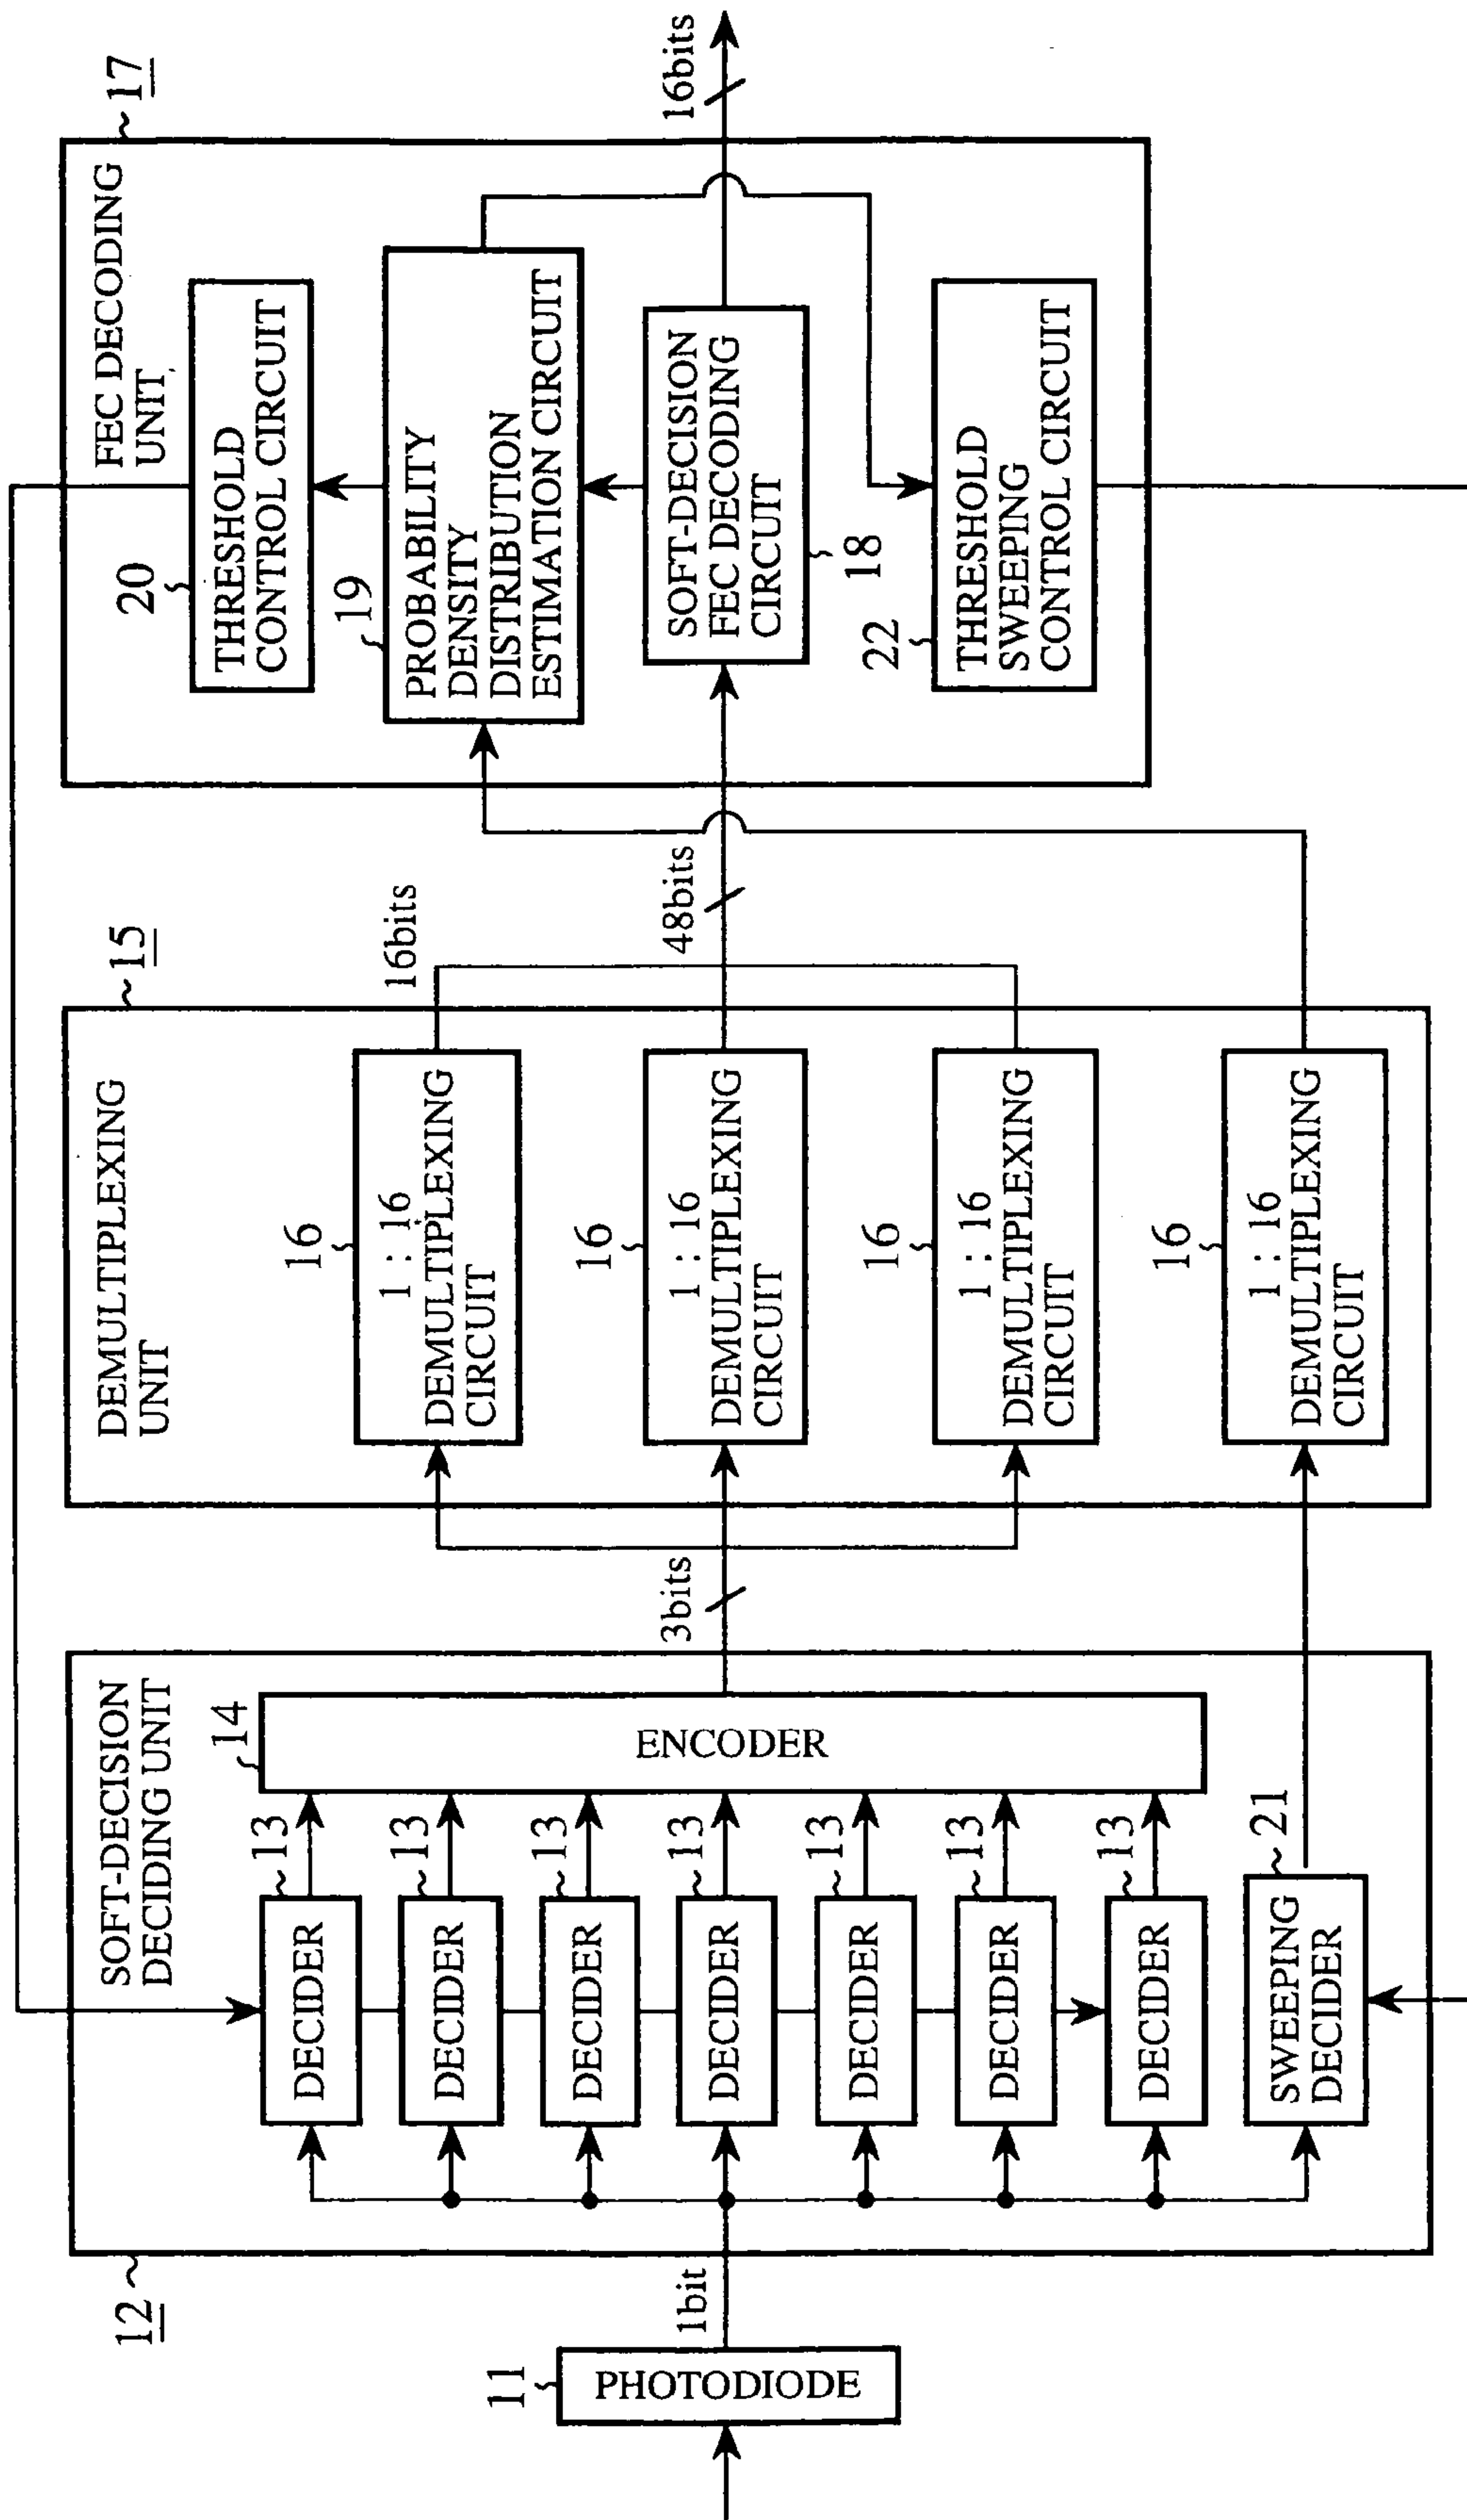 11
PHOTODIODE
1bit
12
SOFT-DECISION
DECIDING UNIT
DECIDER
13
DECIDER
13
DECIDER
13
DECIDER
13
DECIDER
13
DECIDER
13
DECIDER
13
SWEEPING
DECIDER
21
14
ENCODER
3bits
15
DEMULTIPLEXING
UNIT
16
1 : 16
DEMULTIPLEXING
CIRCUIT
16
1 : 16
DEMULTIPLEXING
CIRCUIT
16
1 : 16
DEMULTIPLEXING
CIRCUIT
16
1 : 16
DEMULTIPLEXING
CIRCUIT
16bits
48bits
17
FEC DECODING
UNIT
20
THRESHOLD
CONTROL CIRCUIT
19
PROBABILITY
DENSITY
DISTRIBUTION
ESTIMATION CIRCUIT
SOFT-DECISION
FEC DECODING
CIRCUIT
18
22
THRESHOLD
SWEEPING
CONTROL CIRCUIT
16bits